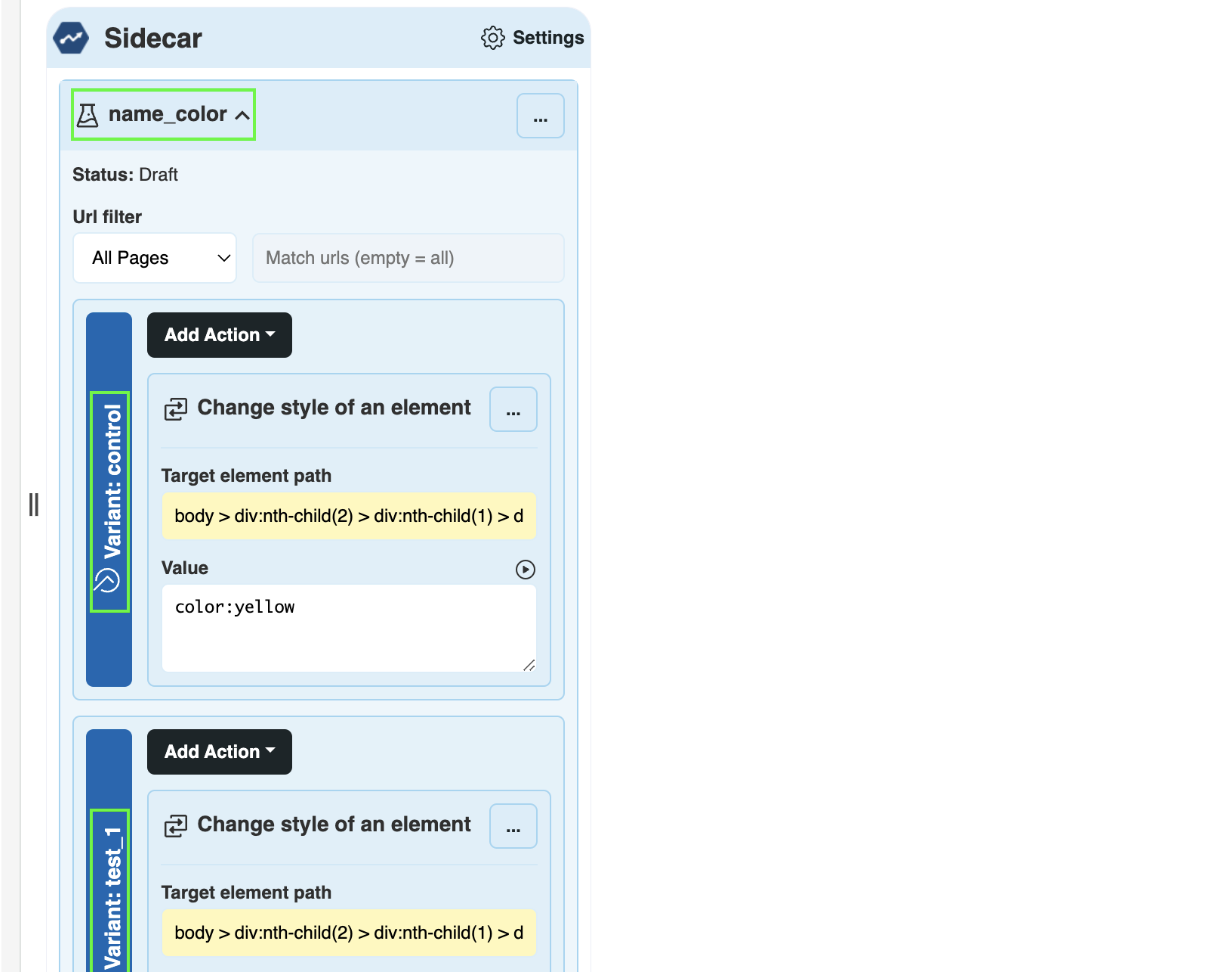 Sidecar
Settings
name_color
...
Status: Draft
Url filter
All Pages
Match urls (empty = all)
Variant: control
Add Action
Change style of an element
...
Target element path
body > div:nth-child(2) > div:nth-child(1) > d
Value
color:yellow
Variant: test_1
Add Action
Change style of an element
...
Target element path
body > div:nth-child(2) > div:nth-child(1) > d